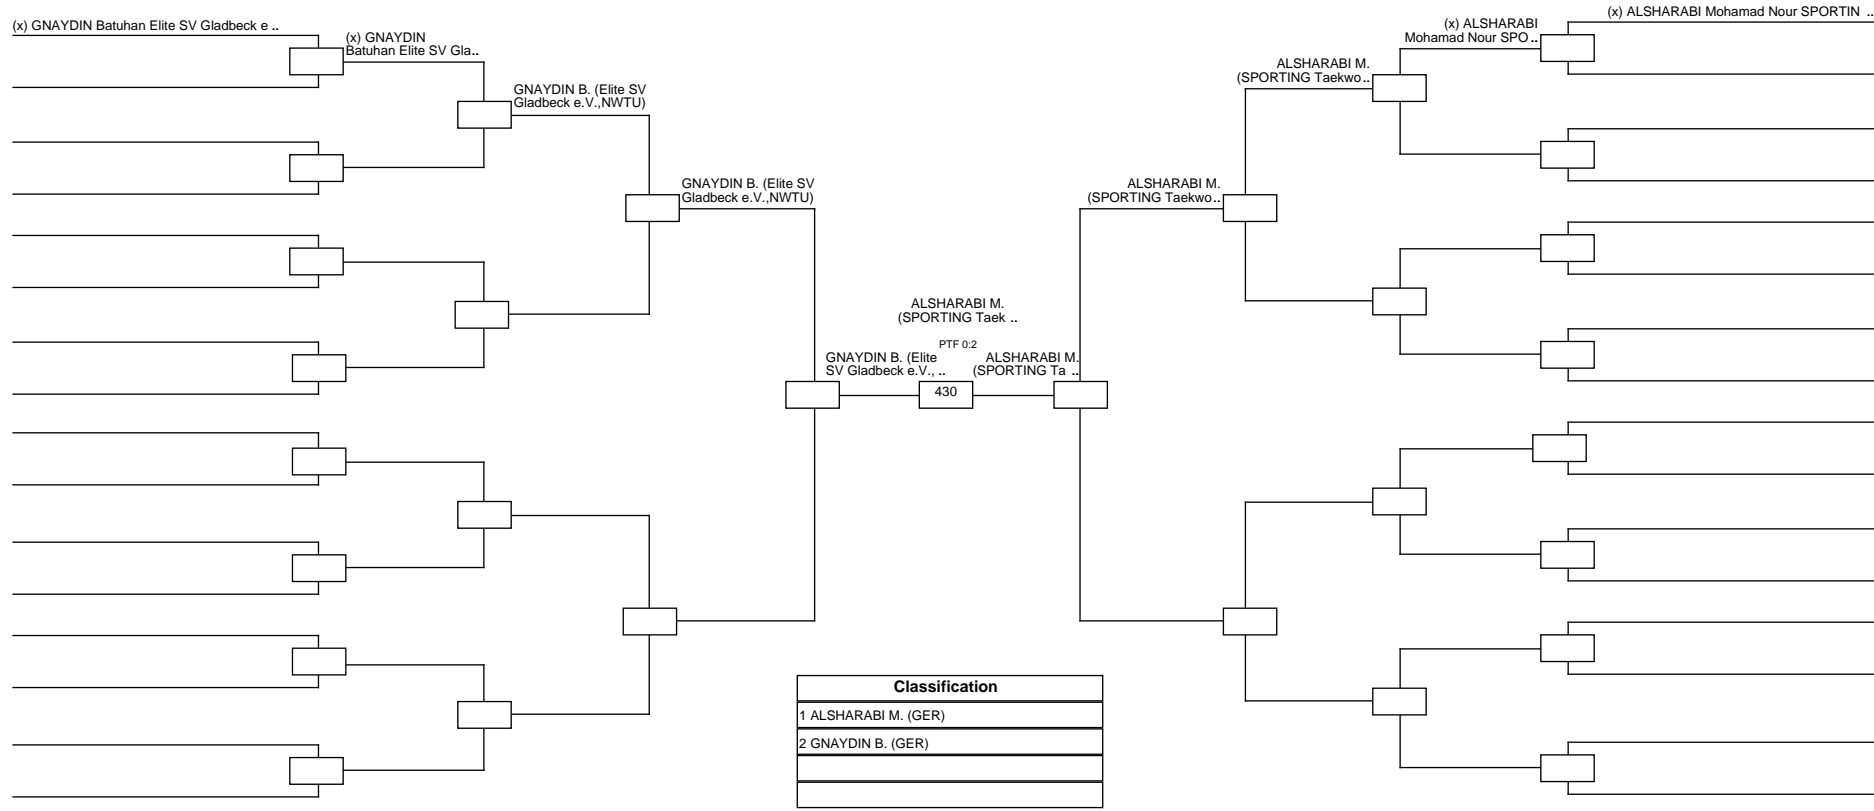 (x) GNAYDIN Batuhan Elite SV Gladbeck e ..
(x) GNAYDIN
Batuhan Elite SV Gla..
GNAYDIN B. (Elite SV
Gladbeck e.V.,NWTU)
GNAYDIN B. (Elite SV
Gladbeck e.V.,NWTU)
ALSHARABI M.
(SPORTING Taek ..
PTF 0:2
GNAYDIN B. (Elite
SV Gladbeck e.V., ..
430
ALSHARABI M.
(SPORTING Ta ..
ALSHARABI M.
(SPORTING Taekwo..
ALSHARABI M.
(SPORTING Taekwo..
(x) ALSHARABI
Mohamad Nour SPO ..
(x) ALSHARABI Mohamad Nour SPORTIN ..
Classification
1 ALSHARABI M. (GER)
2 GNAYDIN B. (GER)